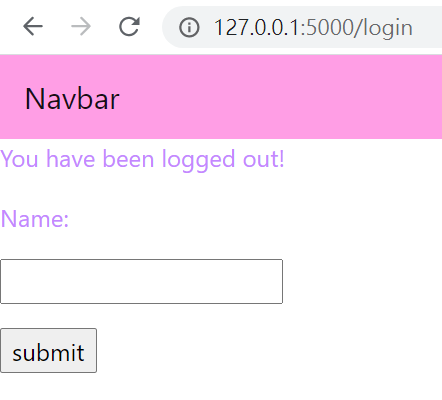 127.0.0.1:5000/login
Navbar
You have been logged out!
Name:
submit